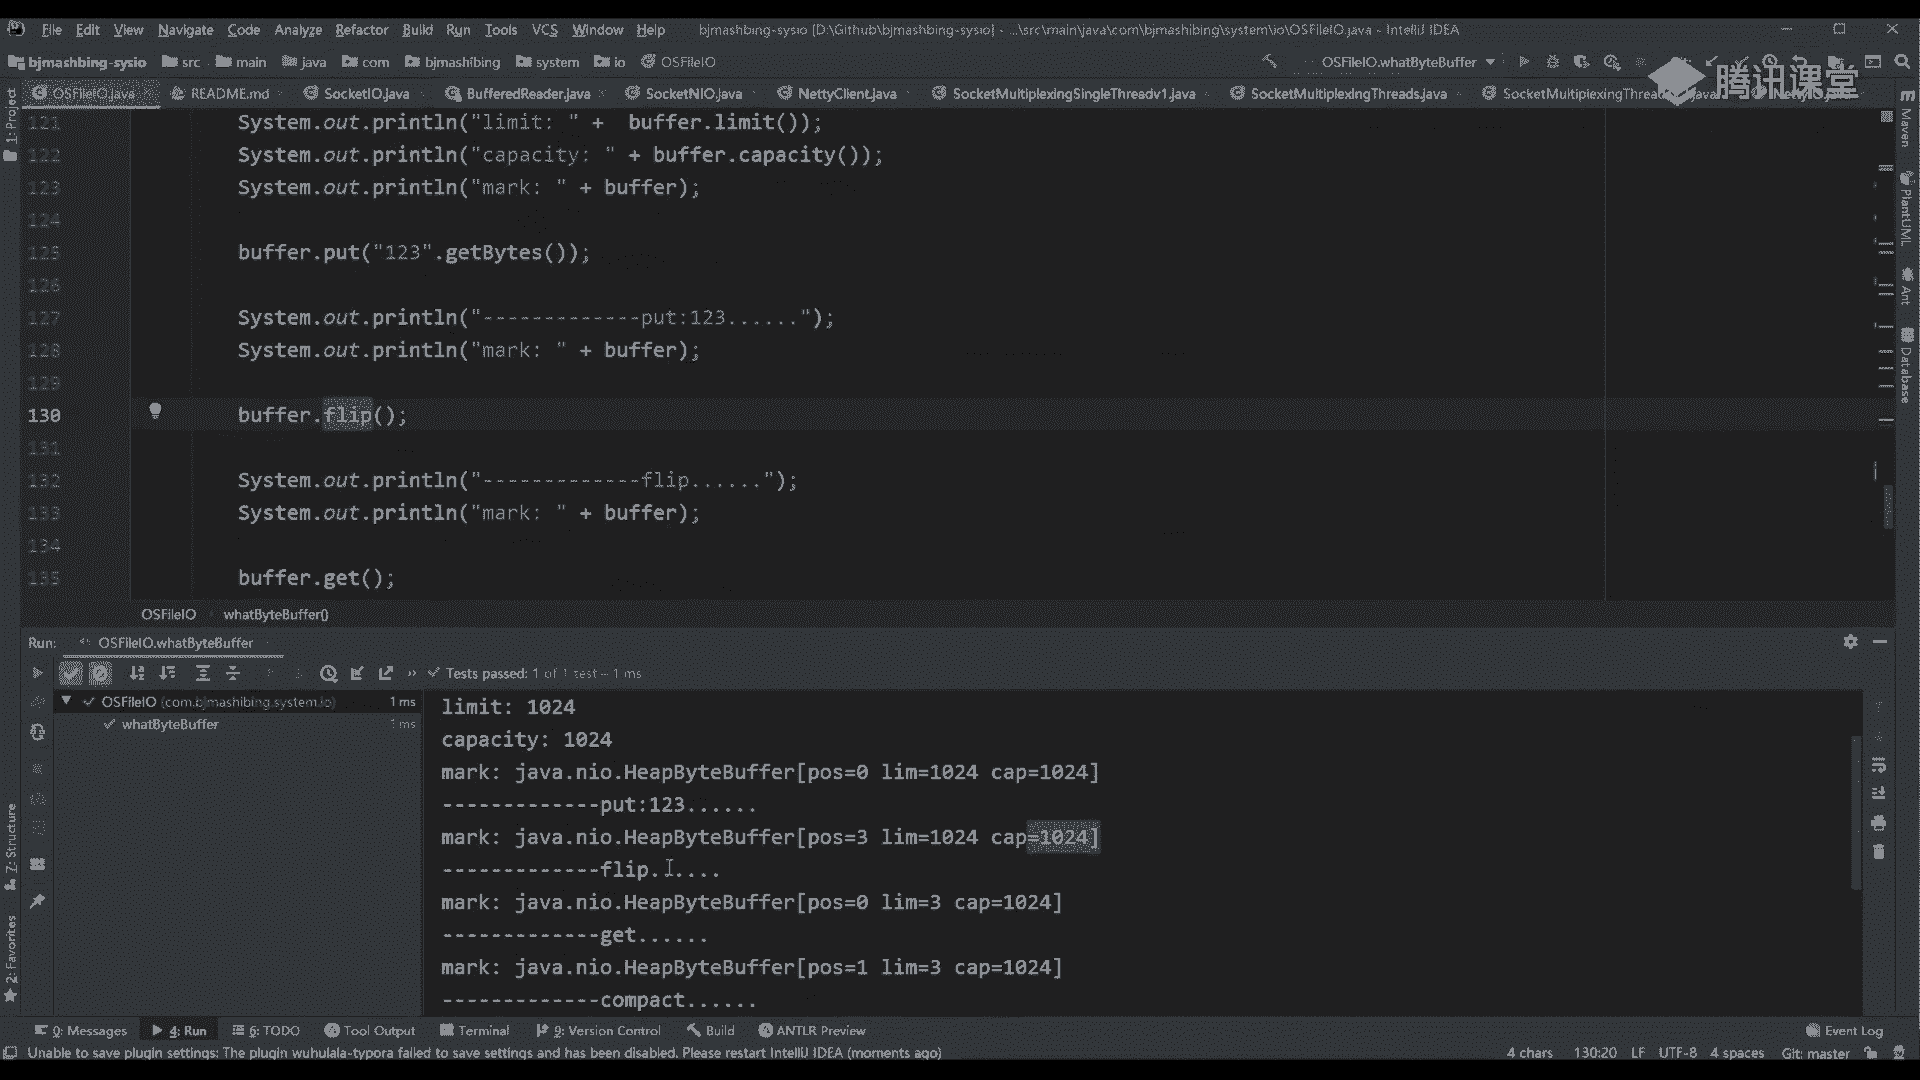 File Edit View Navigate Code Analyze Refactor Build Run Tools VCS Window Help bjmashbing-sysio [D:\Github\bjmashbing-sysio] - ...\src\main\java\com\bjmashibing\system\io\OSFileIO.java - IntelliJ IDEA
bjmashbing-sysio src main java com bjmashibing system io OSFileIO OSFileIO.whatByteBuffer
腾讯课堂
OSFileIO.java README.md SocketIO.java BufferedReader.java SocketNIO.java NettyClient.java SocketMultiplexingSingleThreadv1.java SocketMultiplexingThreads.java
1: Project
Maven
PlantUML
Ant
Database
121 System.out.println("limit: " + buffer.limit());
122 System.out.println("capacity: " + buffer.capacity());
123 System.out.println("mark: " + buffer);
124
125 buffer.put("123".getBytes());
126
127 System.out.println("-------------put:123......");
128 System.out.println("mark: " + buffer);
129
130 buffer.flip();
131
132 System.out.println("-------------flip......");
133 System.out.println("mark: " + buffer);
134
135 buffer.get();
OSFileIO whatByteBuffer()
Run: OSFileIO.whatByteBuffer
Tests passed: 1 of 1 test – 1 ms
OSFileIO (com.bjmashibing.system.io) 1 ms
whatByteBuffer 1 ms
limit: 1024
capacity: 1024
mark: java.nio.HeapByteBuffer[pos=0 lim=1024 cap=1024]
-------------put:123......
mark: java.nio.HeapByteBuffer[pos=3 lim=1024 cap=1024]
-------------flip......
mark: java.nio.HeapByteBuffer[pos=0 lim=3 cap=1024]
-------------get......
mark: java.nio.HeapByteBuffer[pos=1 lim=3 cap=1024]
-------------compact......
7: Structure
2: Favorites
0: Messages 4: Run 6: TODO Tool Output Terminal 9: Version Control Build ANTLR Preview Event Log
Unable to save plugin settings: The plugin wuhulala-typora failed to save settings and has been disabled. Please restart IntelliJ IDEA (moments ago) 4 chars 130:20 LF UTF-8 4 spaces Git: master